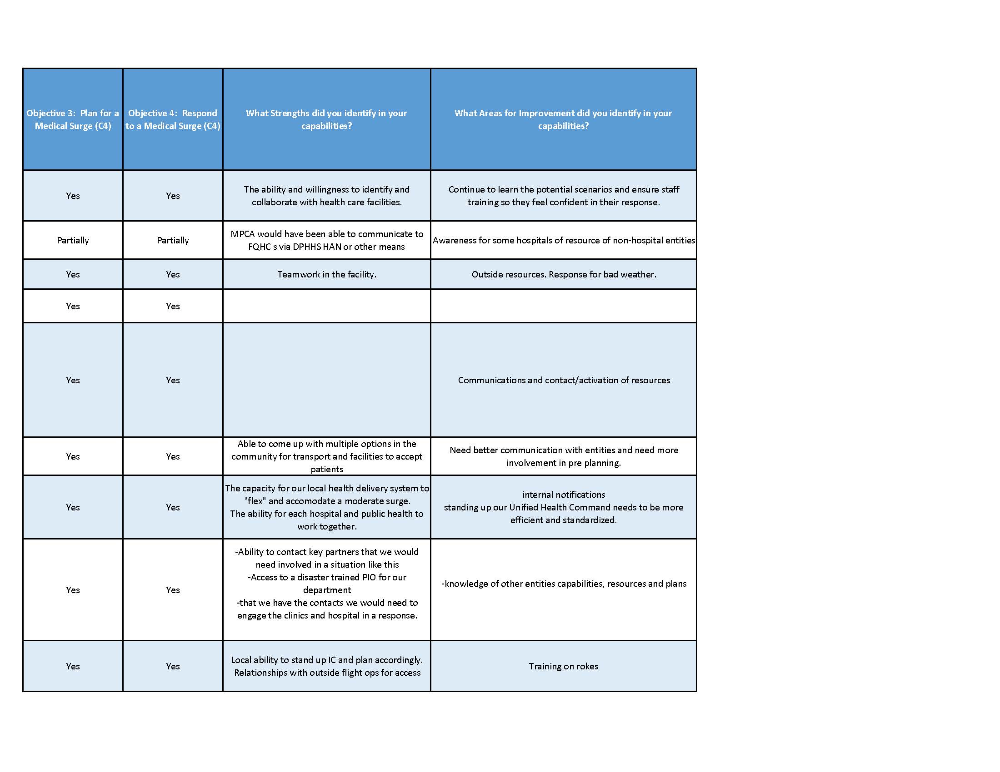 Objective 3:  Plan for a
Medical Surge (C4)
Objective 4:  Respond
to a Medical Surge (C4)
What Strengths did you identify in your
capabilities?
What Areas for Improvement did you identify in your
capabilities?
Yes
Yes
The ability and willingness to identify and
collaborate with health care facilities.
Continue to learn the potential scenarios and ensure staff
training so they feel confident in their response.
Partially
Partially
MPCA would have been able to communicate to
FQHC's via DPHHS HAN or other means
Awareness for some hospitals of resource of non-hospital entities
Yes
Yes
Teamwork in the facility.
Outside resources. Response for bad weather.
Yes
Yes
Yes
Yes
Communications and contact/activation of resources
Yes
Yes
Able to come up with multiple options in the
community for transport and facilities to accept
patients
Need better communication with entities and need more
involvement in pre planning.
Yes
Yes
The capacity for our local health delivery system to
"flex" and accomodate a moderate surge.
The ability for each hospital and public health to
work together.
internal notifications
standing up our Unified Health Command needs to be more
efficient and standardized.
Yes
Yes
-Ability to contact key partners that we would
need involved in a situation like this
-Access to a disaster trained PIO for our
department
-that we have the contacts we would need to
engage the clinics and hospital in a response.
-knowledge of other entities capabilities, resources and plans
Yes
Yes
Local ability to stand up IC and plan accordingly.
Relationships with outside flight ops for access
Training on rokes